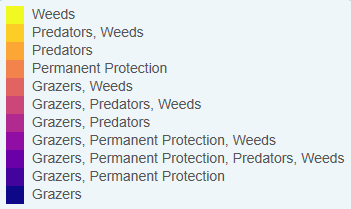 Weeds
Predators, Weeds
Predators
Permanent Protection
Grazers, Weeds
Grazers, Predators, Weeds
Grazers, Predators
Grazers, Permanent Protection, Weeds
Grazers, Permanent Protection, Predators, Weeds
Grazers, Permanent Protection
Grazers